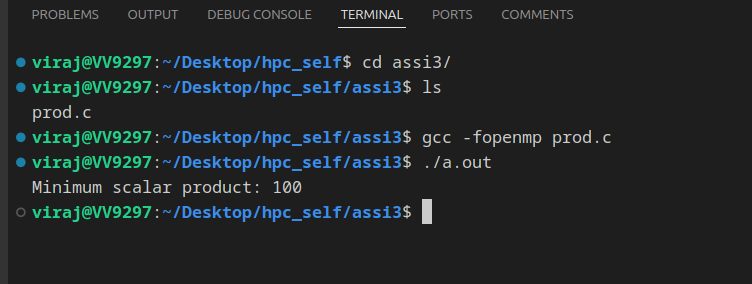 PROBLEMS OUTPUT DEBUG CONSOLE TERMINAL PORTS COMMENTS
viraj@VV9297:~/Desktop/hpc_self$ cd assi3/
viraj@VV9297:~/Desktop/hpc_self/assi3$ ls
prod.c
viraj@VV9297:~/Desktop/hpc_self/assi3$ gcc -fopenmp prod.c
viraj@VV9297:~/Desktop/hpc_self/assi3$ ./a.out
Minimum scalar product: 100
viraj@VV9297:~/Desktop/hpc_self/assi3$